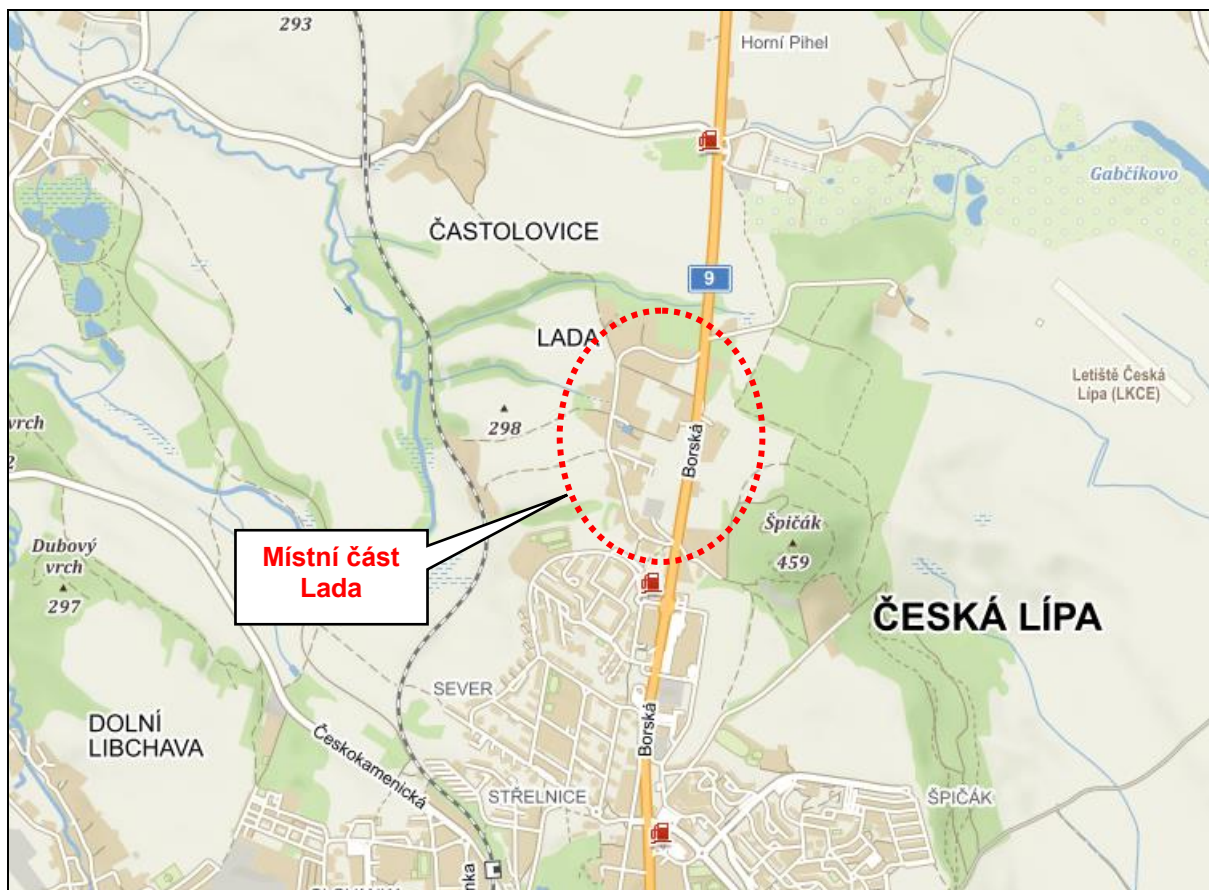 293
Horní Pihel
Gabčíkovo
ČASTOLOVICE
9
LADA
Letiště Česká
Lípa (LKCE)
298
vrch
Borská
Špičák
459
Místní část
Lada
Dubový
vrch
297
ČESKÁ LÍPA
SEVER
DOLNÍ
LIBCHAVA
Českokamenická
Borská
STŘELNICE
ŠPIČÁK